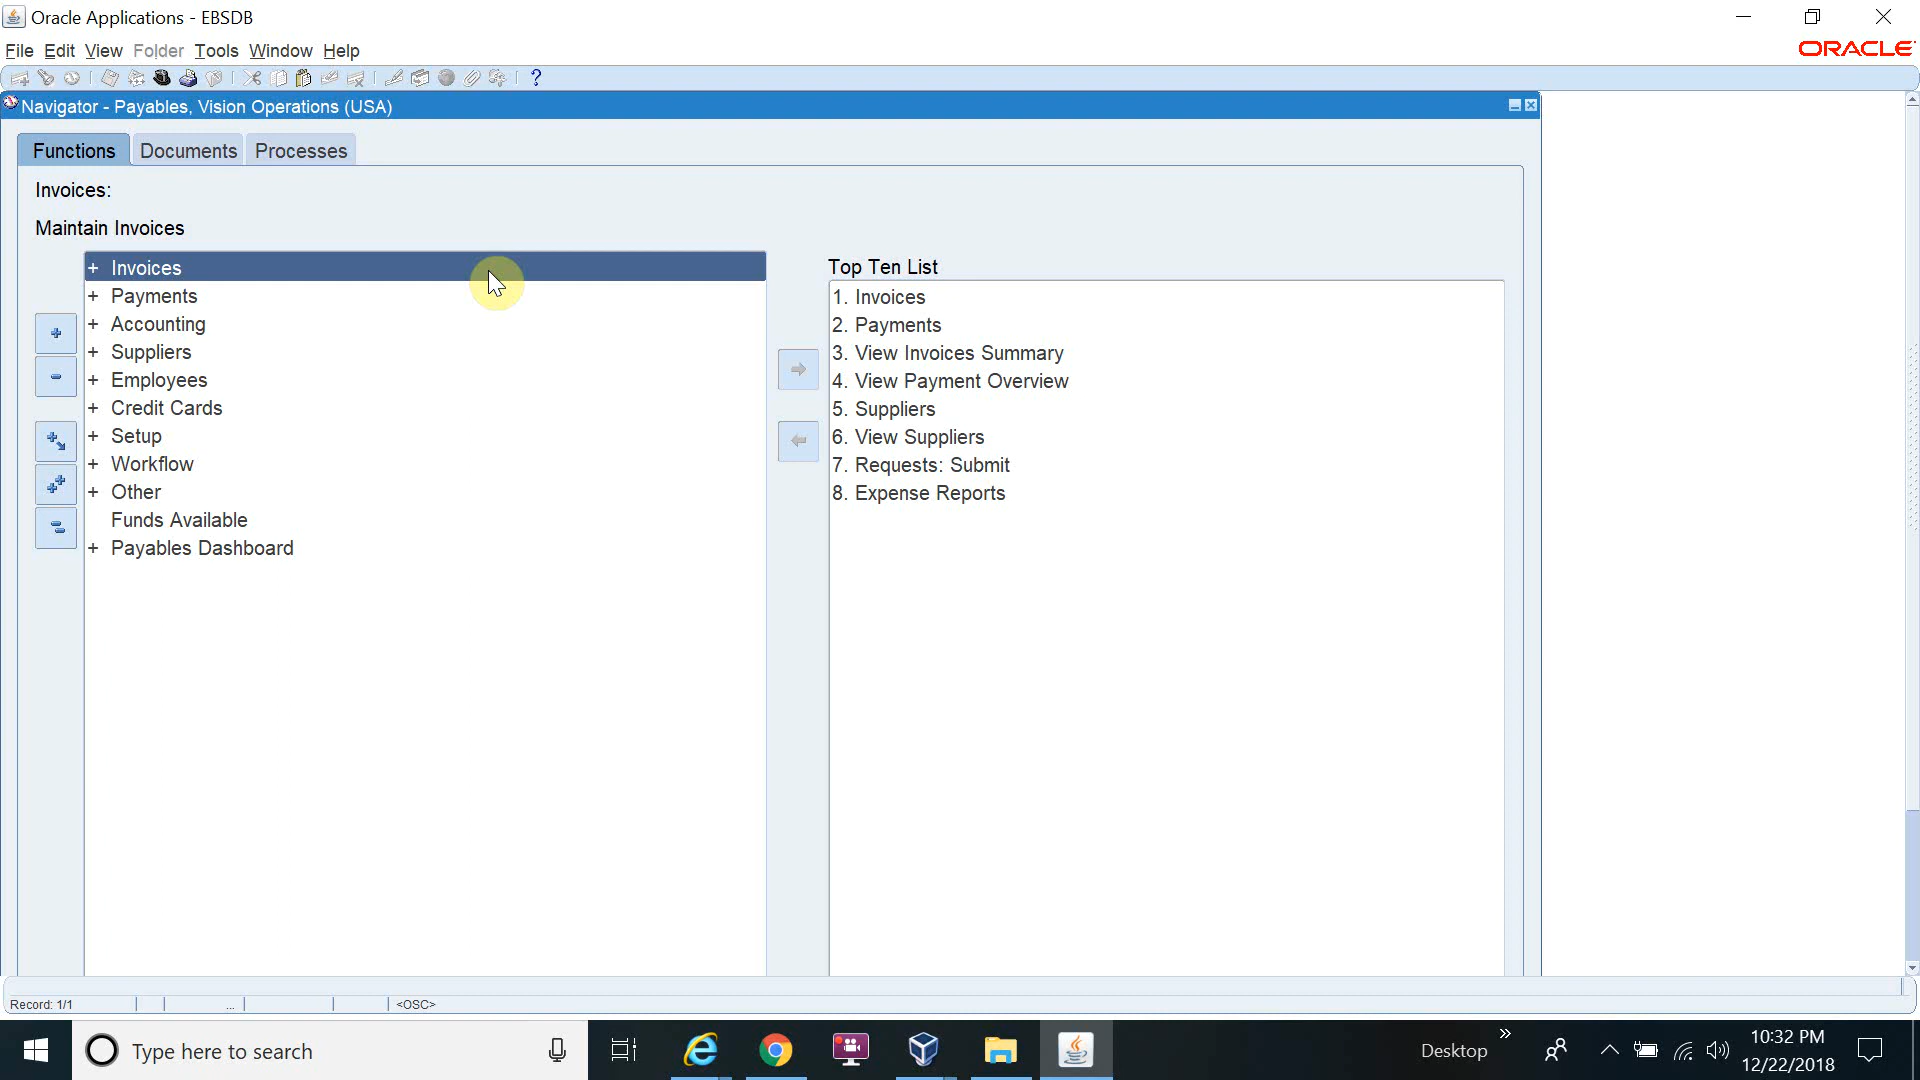 Oracle Applications - EBSDB
File Edit View Folder Tools Window Help
ORACLE
?
Navigator - Payables, Vision Operations (USA)
Functions Documents Processes
Invoices:
Maintain Invoices
+ Invoices
+ Payments
+ Accounting
+ Suppliers
+ Employees
+ Credit Cards
+ Setup
+ Workflow
+ Other
Funds Available
+ Payables Dashboard
Top Ten List
1. Invoices
2. Payments
3. View Invoices Summary
4. View Payment Overview
5. Suppliers
6. View Suppliers
7. Requests: Submit
8. Expense Reports
Record: 1/1 ... <OSC>
Type here to search
Desktop
10:32 PM
12/22/2018